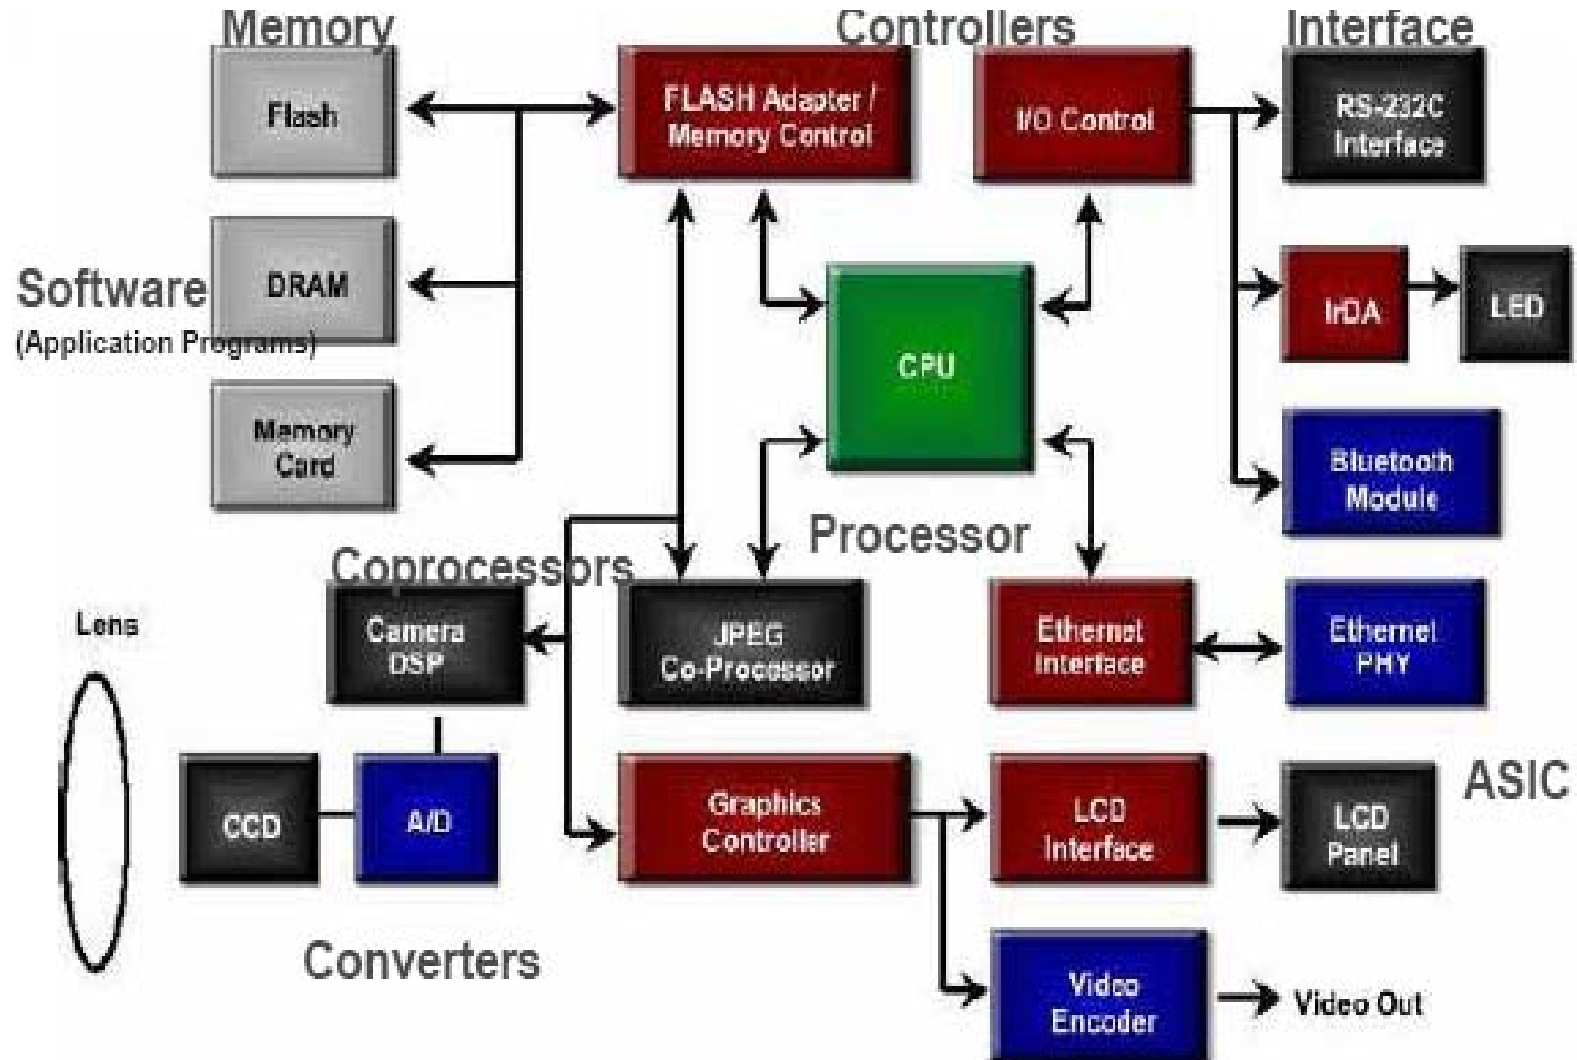 Memory
Controllers
Interface
Flash
FLASH Adapter /
Memory Control
I/O Control
RS-232C
Interface
Software
(Application Programs)
DRAM
IrDA
LED
CPU
Memory
Card
Bluetooth
Module
Processor
Coprocessors
Lens
Camera
DSP
JPEG
Co-Processor
Ethernet
Interface
Ethernet
PHY
CCD
A/D
Graphics
Controller
LCD
Interface
LCD
Panel
ASIC
Converters
Video
Encoder
Video Out